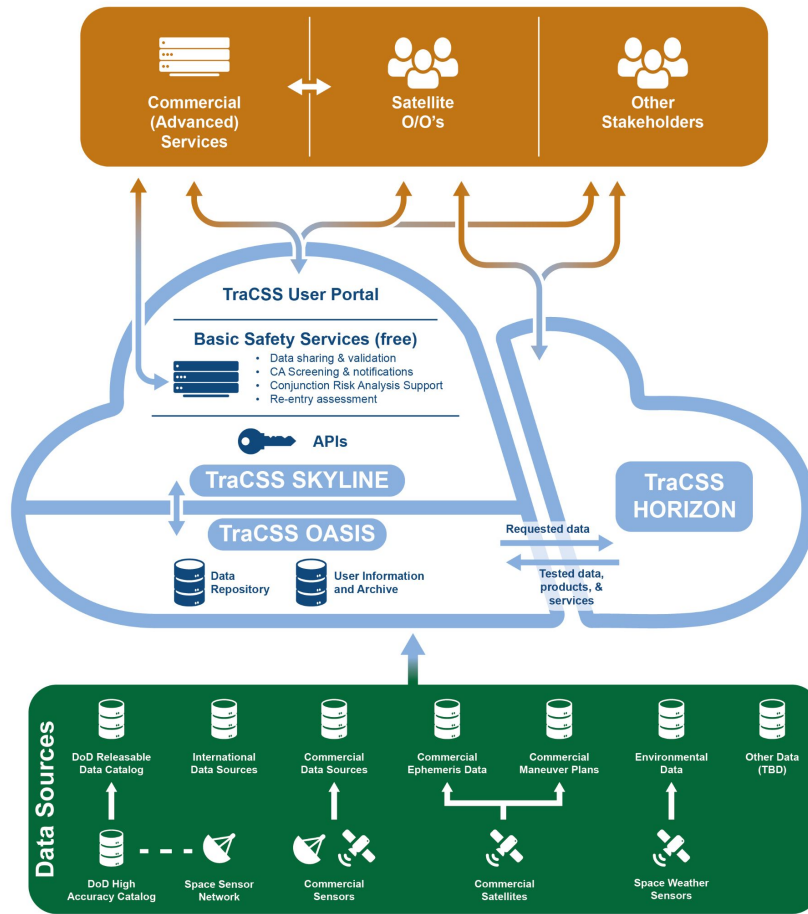 Commercial
(Advanced)
Services
Satellite
O/O's
Other
Stakeholders
TraCSS User Portal
Basic Safety Services (free)
• Data sharing & validation
• CA Screening & notifications
• Conjunction Risk Analysis Support
• Re-entry assessment
APIs
TraCSS SKYLINE
TraCSS OASIS
Data
Repository
User Information
and Archive
Requested data
Tested data,
products, &
services
TraCSS
HORIZON
Data Sources
DoD Releasable
Data Catalog
International
Data Sources
Commercial
Data Sources
Commercial
Ephemeris Data
Commercial
Maneuver Plans
Environmental
Data
Other Data
(TBD)
DoD High
Accuracy Catalog
Space Sensor
Network
Commercial
Sensors
Commercial
Satellites
Space Weather
Sensors